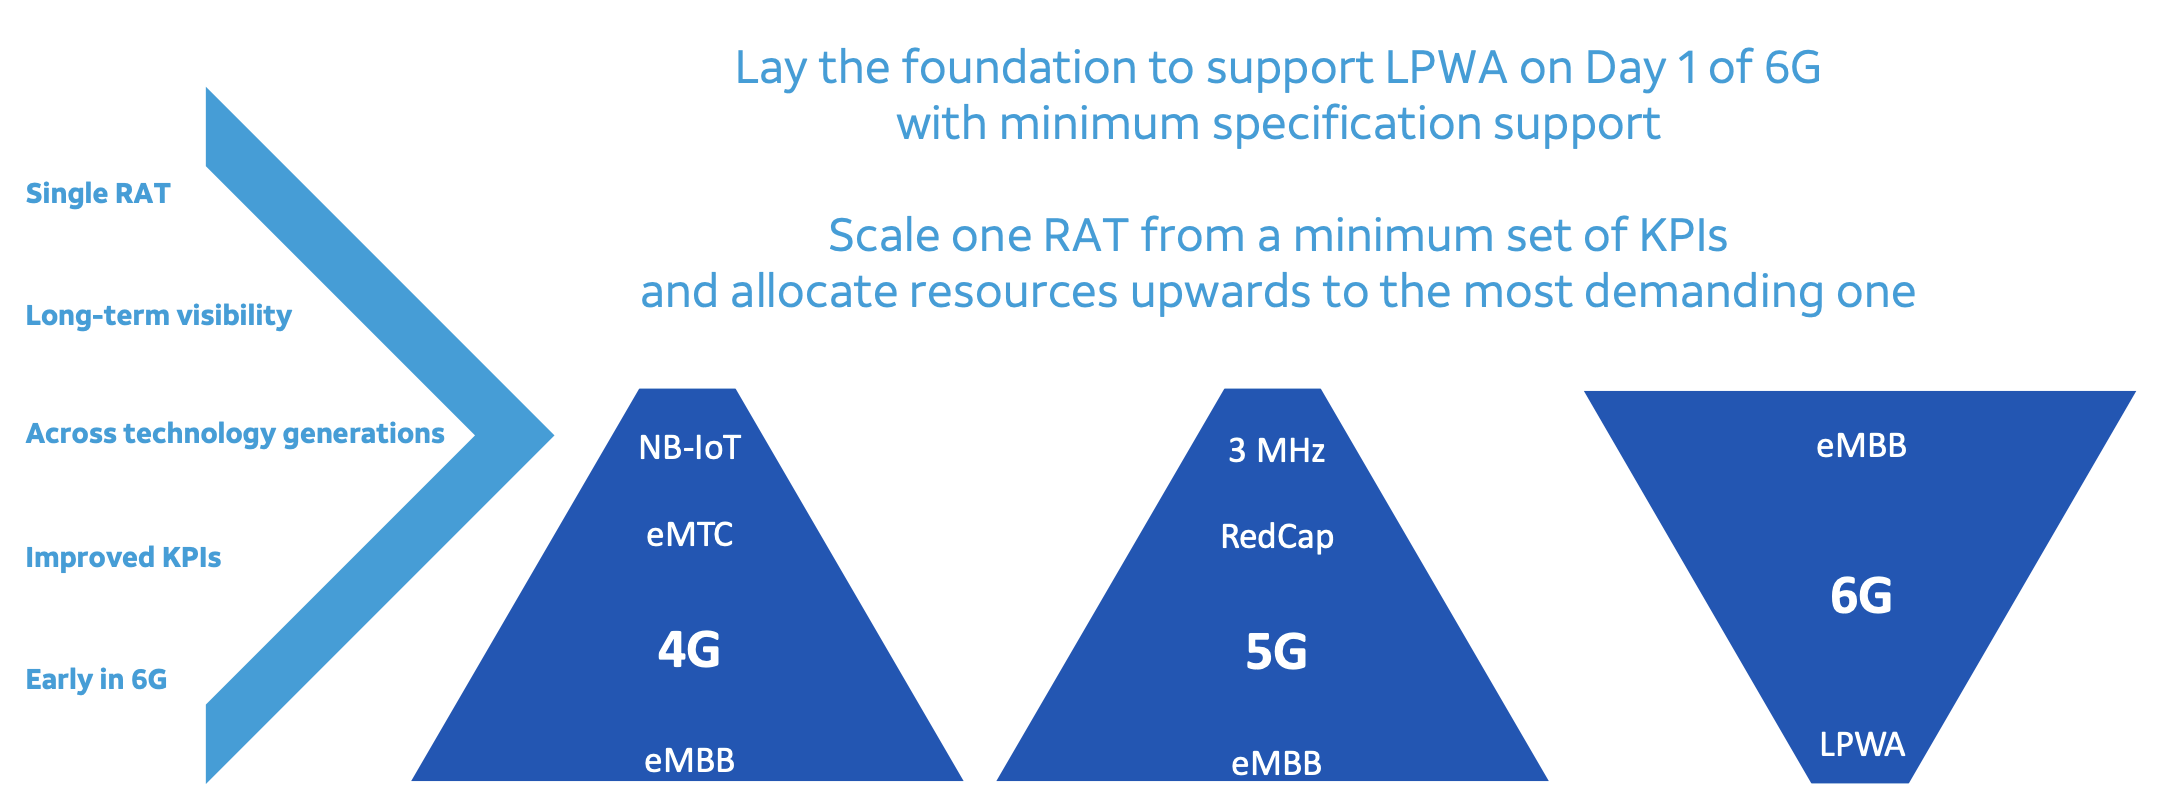 Lay the foundation to support LPWA on Day 1 of 6G
with minimum specification support
Scale one RAT from a minimum set of KPIs
and allocate resources upwards to the most demanding one
Single RAT
Long-term visibility
Across technology generations
Improved KPIs
Early in 6G
NB-IoT
eMTC
4G
eMBB
3 MHz
RedCap
5G
eMBB
eMBB
6G
LPWA